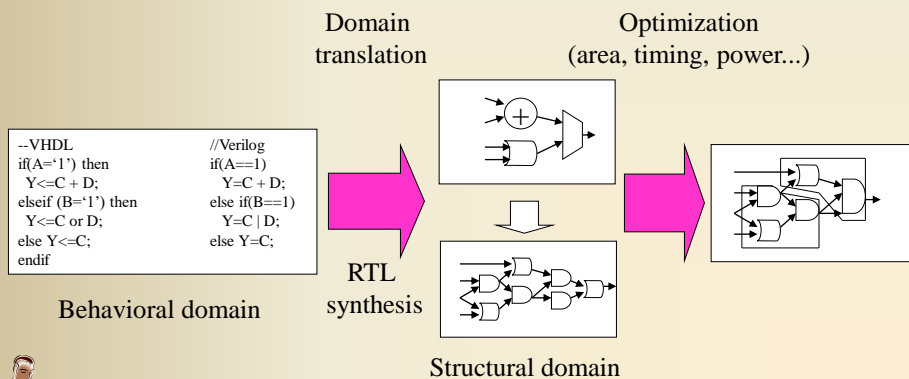 Domain
translation
Optimization
(area, timing, power...)
--VHDL
if(A=‘1’) then
Y<=C + D;
elseif (B=‘1’) then
Y<=C or D;
else Y<=C;
endif
//Verilog
if(A==1)
Y=C + D;
else if(B==1)
Y=C | D;
else Y=C;
+
RTL
synthesis
Behavioral domain
Structural domain